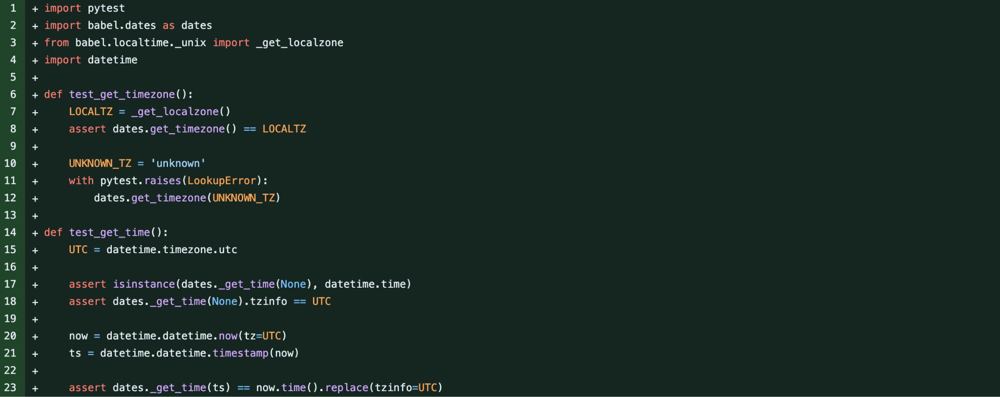 1 + import pytest
2 + import babel.dates as dates
3 + from babel.localtime._unix import _get_localzone
4 + import datetime
5 +
6 + def test_get_timezone():
7 +     LOCALTZ = _get_localzone()
8 +     assert dates.get_timezone() == LOCALTZ
9 +
10 +     UNKNOWN_TZ = 'unknown'
11 +     with pytest.raises(LookupError):
12 +         dates.get_timezone(UNKNOWN_TZ)
13 +
14 + def test_get_time():
15 +     UTC = datetime.timezone.utc
16 +
17 +     assert isinstance(dates._get_time(None), datetime.time)
18 +     assert dates._get_time(None).tzinfo == UTC
19 +
20 +     now = datetime.datetime.now(tz=UTC)
21 +     ts = datetime.datetime.timestamp(now)
22 +
23 +     assert dates._get_time(ts) == now.time().replace(tzinfo=UTC)